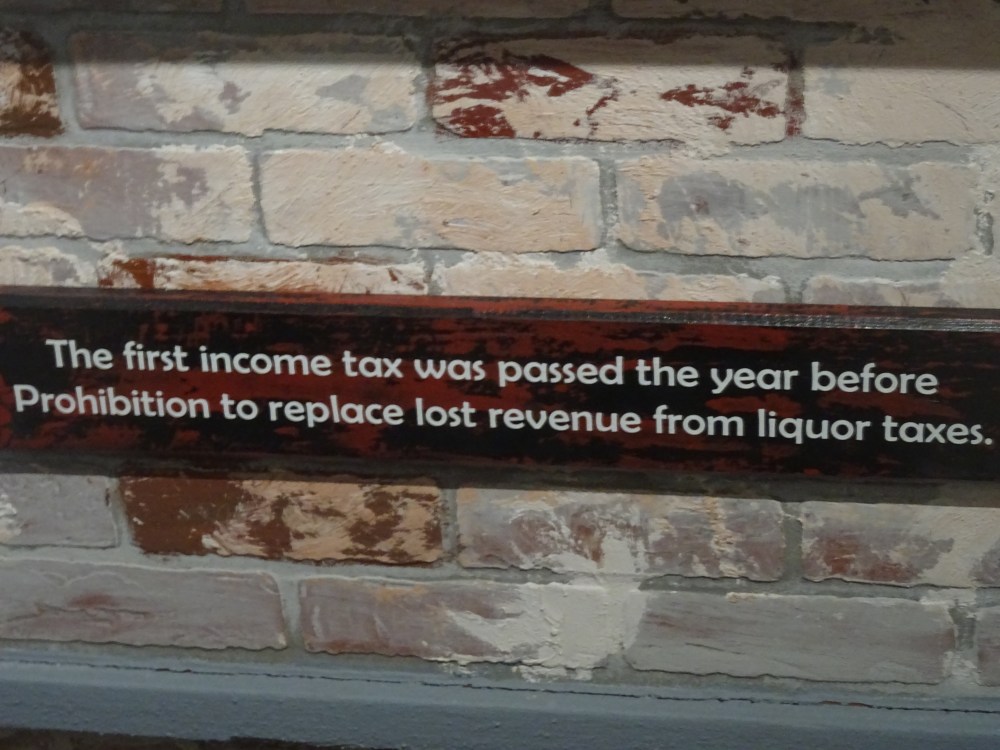 The first income tax was passed the year before
Prohibition to replace lost revenue from liquor taxes.